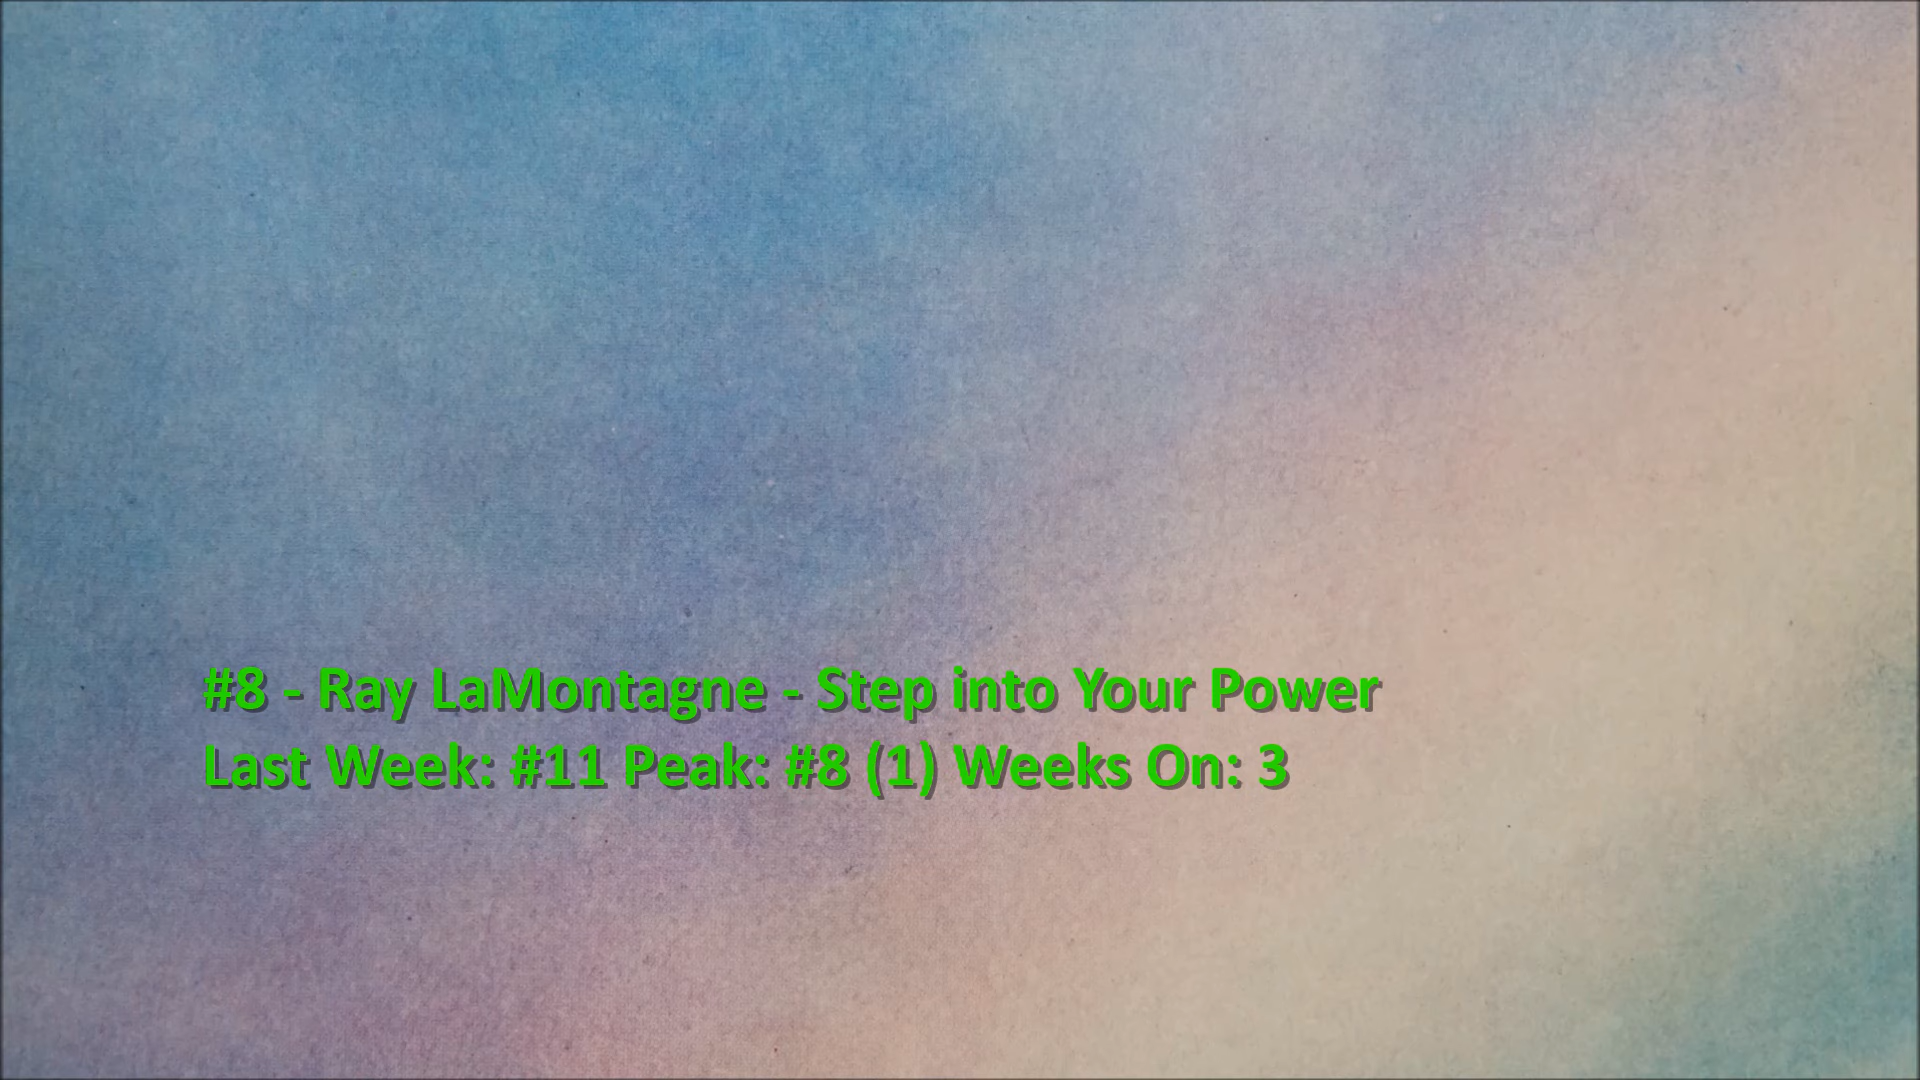 #8 - Ray LaMontagne - Step into Your Power
Last Week: #11 Peak: #8 (1) Weeks On: 3